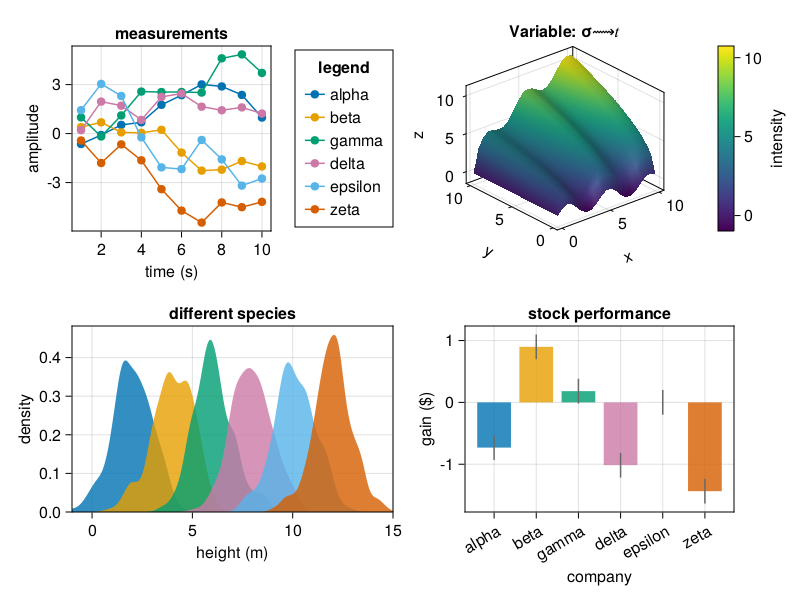 measurements
amplitude
3
0
-3
2
4
6
8
10
time (s)
legend
alpha
beta
gamma
delta
epsilon
zeta
Variable: σ⟿𝑡
z
10
5
0
y
10
5
0
x
0
5
10
10
5
0
intensity
different species
density
0.4
0.3
0.2
0.1
0.0
0
5
10
15
height (m)
stock performance
gain ($)
1
0
-1
alpha
beta
gamma
delta
epsilon
zeta
company